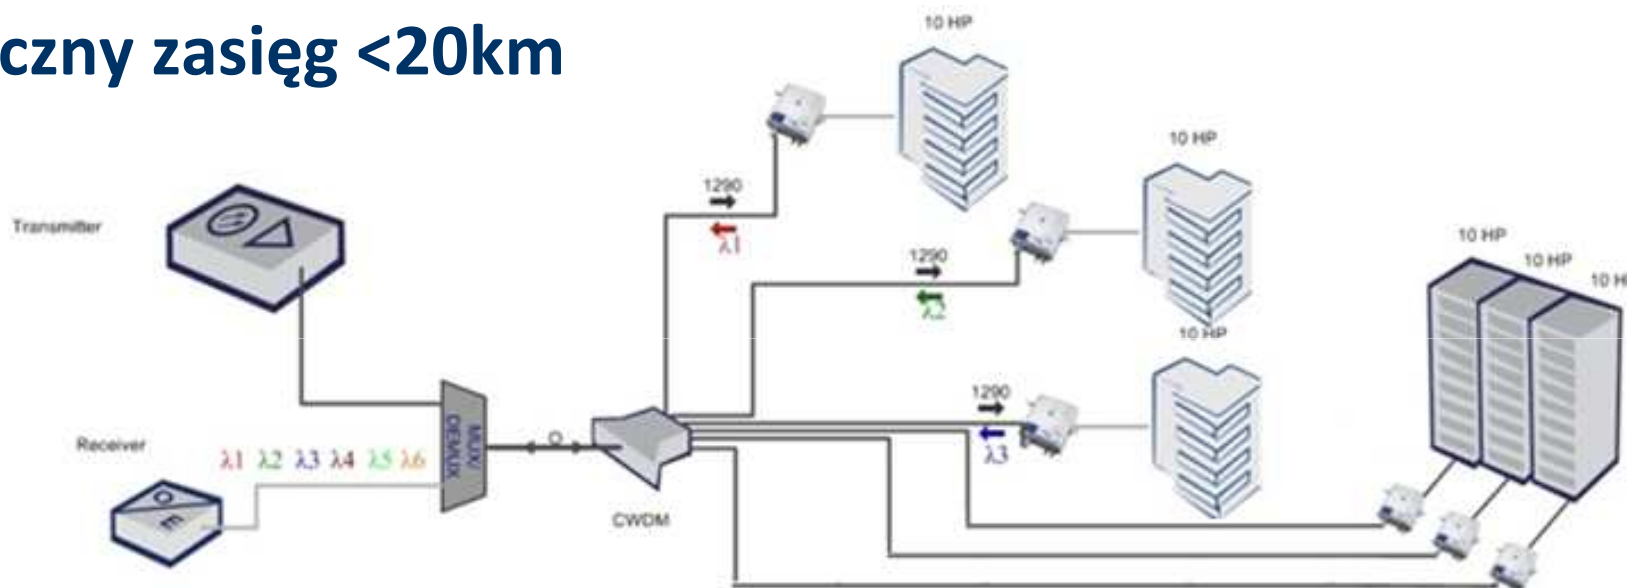 czny zasięg <20km
10 HP
10 HP
1290
λ1
Transmitter
1290
λ2
10 HP
10 HP
10 HP
10 H
1290
λ3
MUX/
DEMUX
Receiver
λ1 λ2 λ3 λ4 λ5 λ6
O
E
CWDM